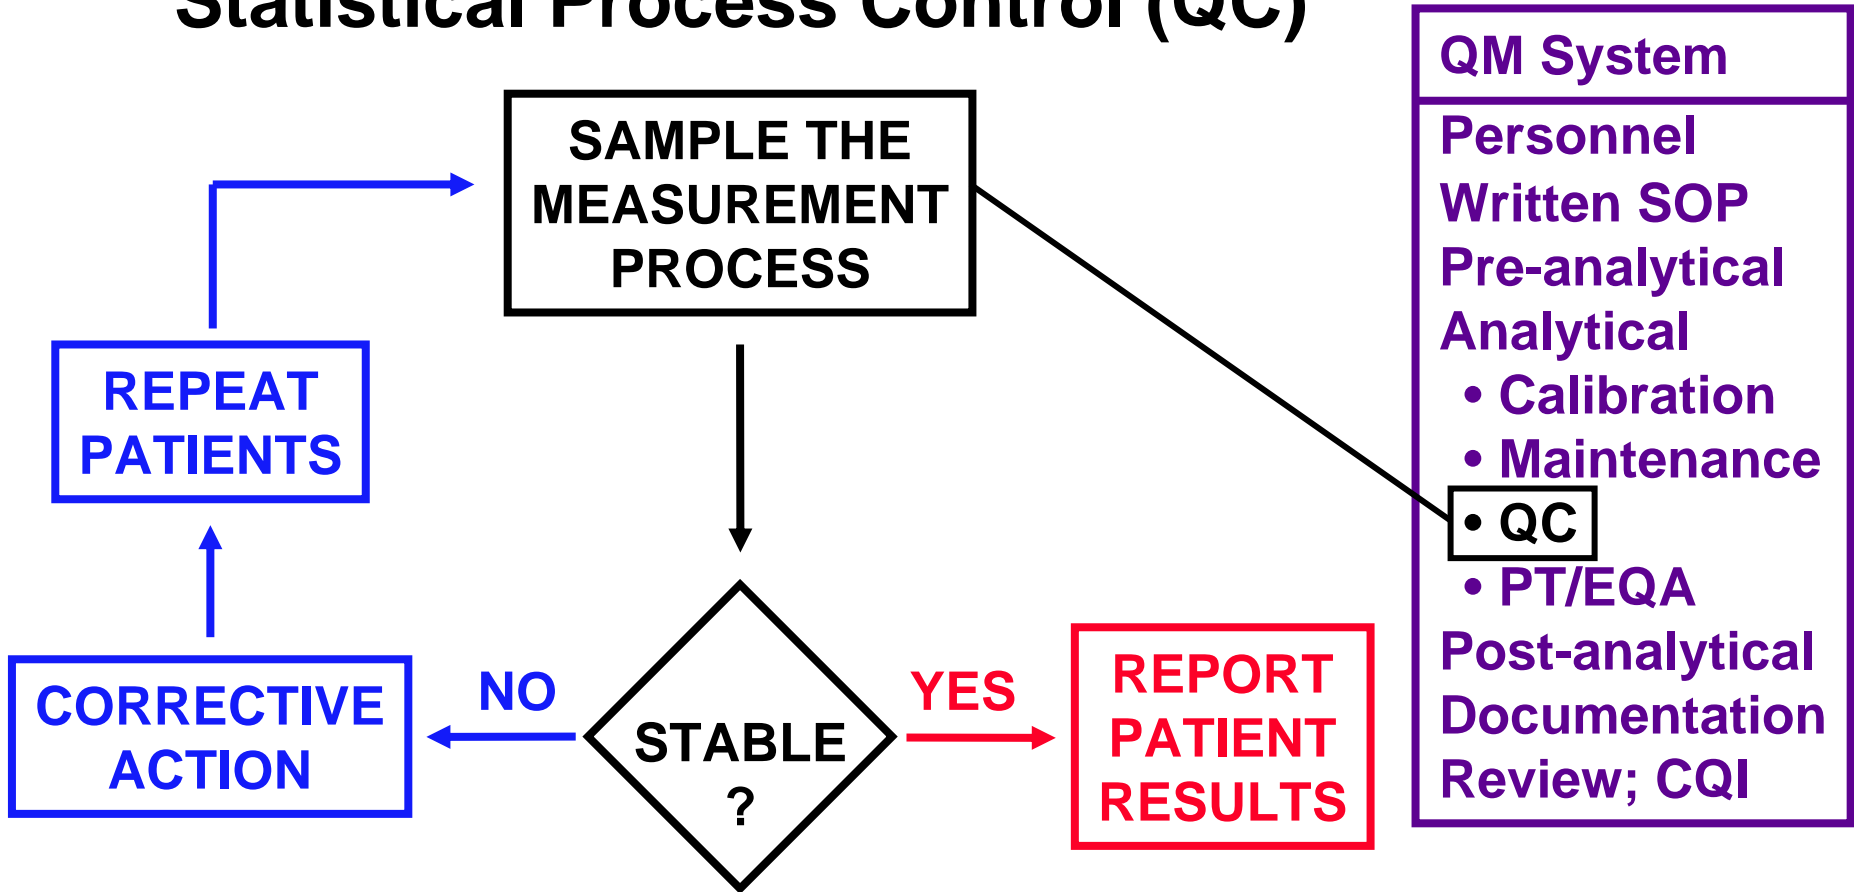 Statistical Process Control (QC)
SAMPLE THE
MEASUREMENT
PROCESS
REPEAT
PATIENTS
CORRECTIVE
ACTION
NO
STABLE
?
YES
REPORT
PATIENT
RESULTS
QM System
Personnel
Written SOP
Pre-analytical
Analytical
• Calibration
• Maintenance
• QC
• PT/EQA
Post-analytical
Documentation
Review; CQI